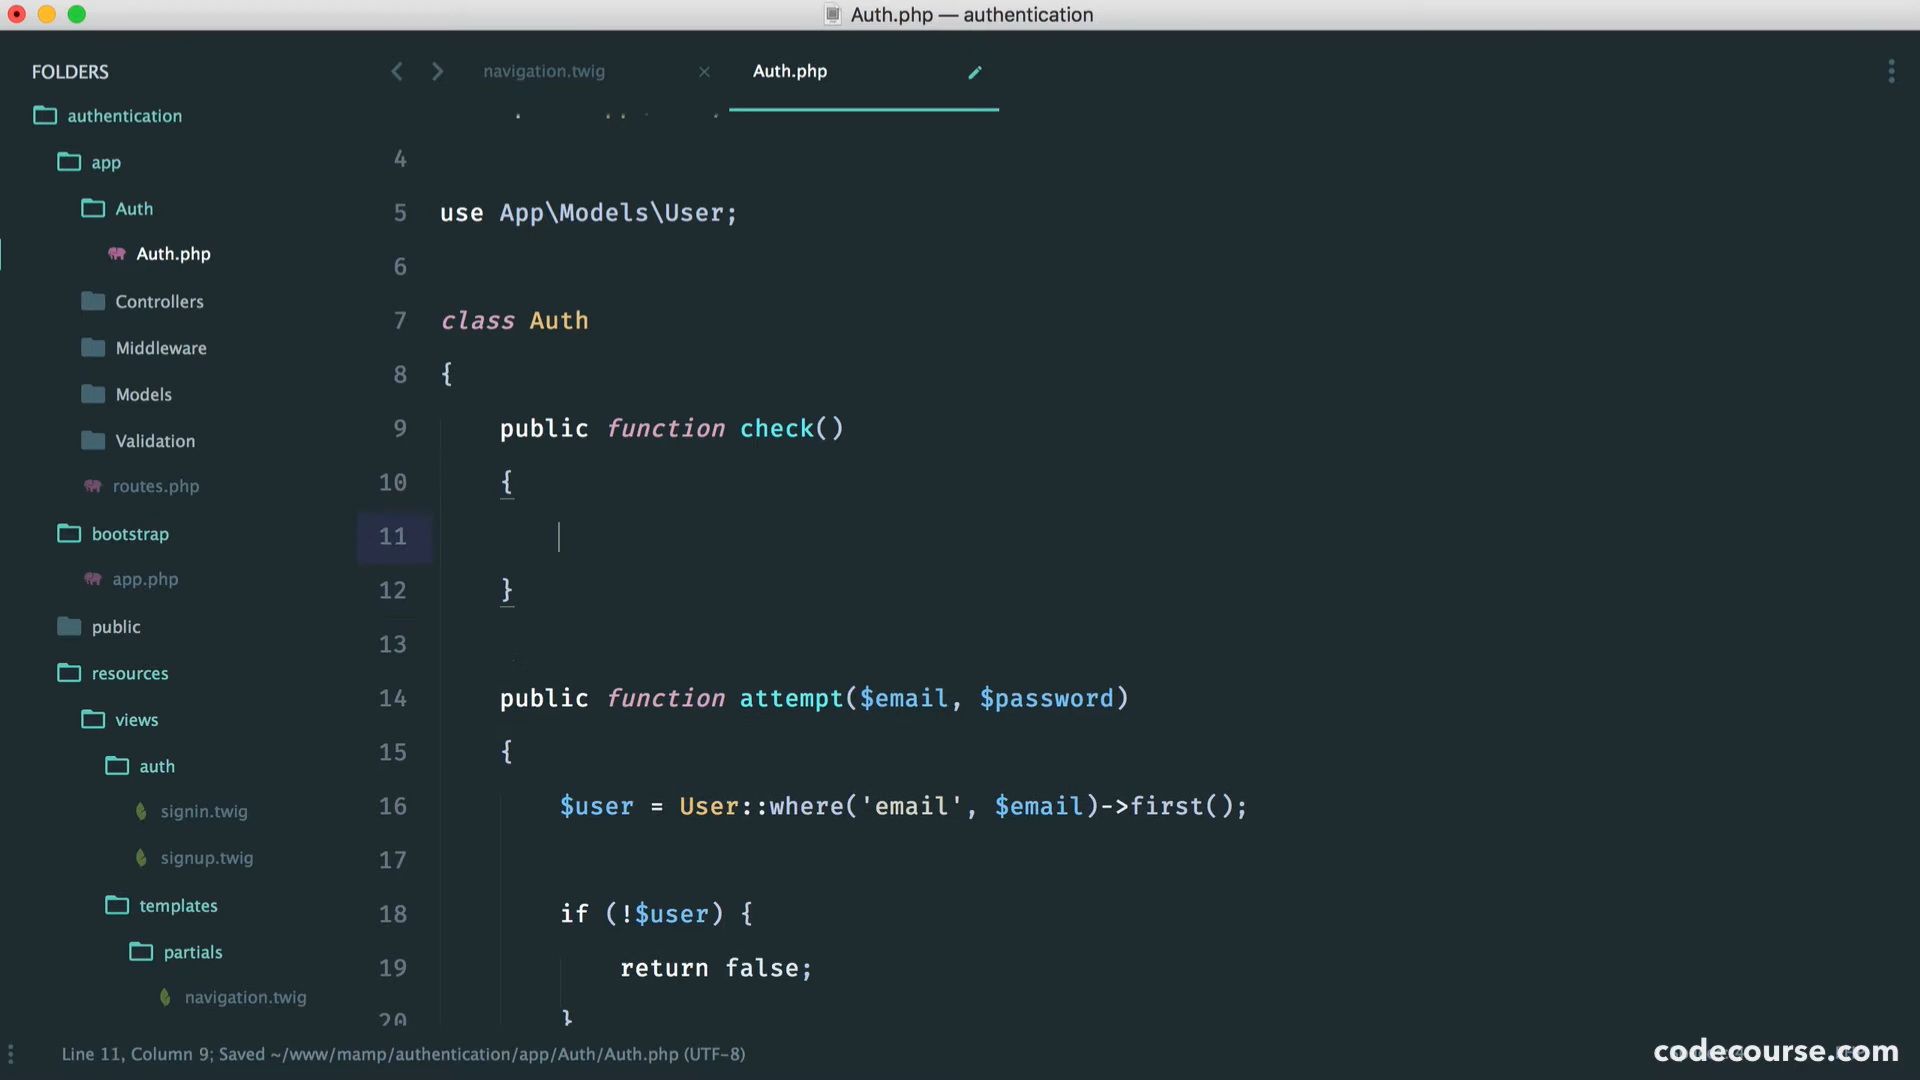 Auth.php — authentication
FOLDERS
navigation.twig
Auth.php
authentication
app
Auth
Auth.php
Controllers
Middleware
Models
Validation
routes.php
bootstrap
app.php
public
resources
views
auth
signin.twig
signup.twig
templates
partials
navigation.twig
4
5 use App\Models\User;
6
7 class Auth
8 {
9 public function check()
10 {
11
12 }
13
14 public function attempt($email, $password)
15 {
16 $user = User::where('email', $email)->first();
17
18 if (!$user) {
19 return false;
20 }
Line 11, Column 9; Saved ~/www/mamp/authentication/app/Auth/Auth.php (UTF-8)
codecourse.com